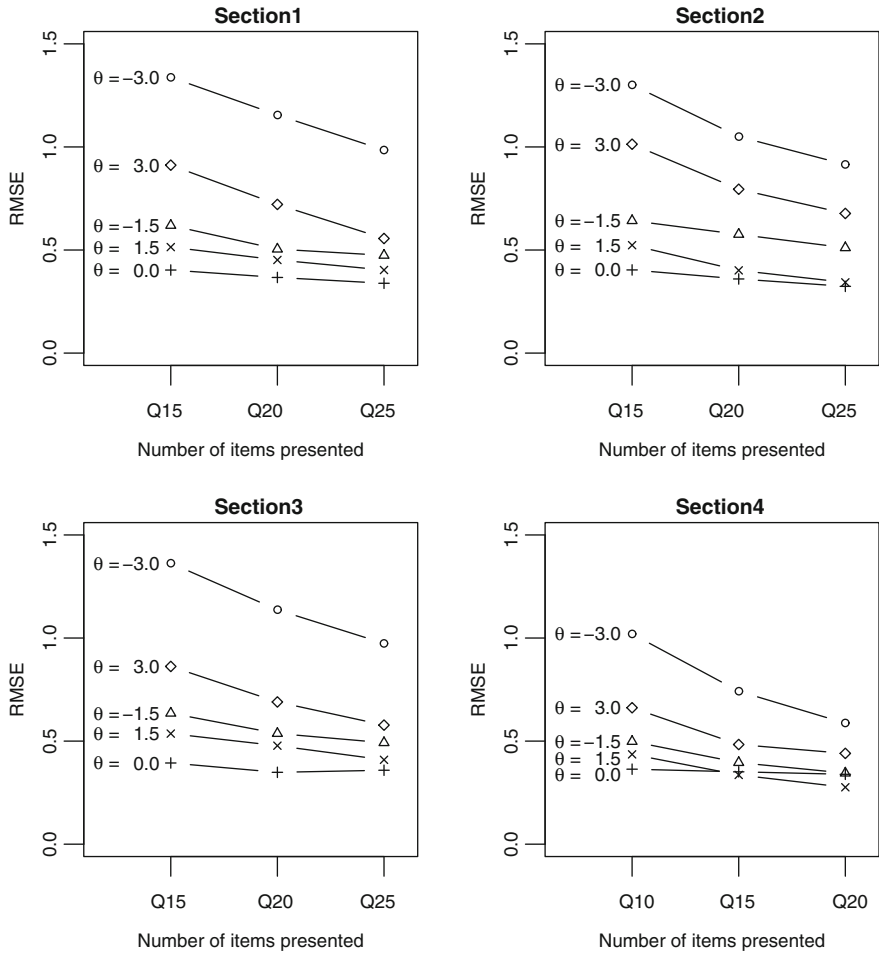 Section1
RMSE
1.5
1.0
0.5
0.0
θ = −3.0
θ = 3.0
θ = −1.5
θ = 1.5
θ = 0.0
Q15 Q20 Q25
Number of items presented
Section2
RMSE
1.5
1.0
0.5
0.0
θ = −3.0
θ = 3.0
θ = −1.5
θ = 1.5
θ = 0.0
Q15 Q20 Q25
Number of items presented
Section3
RMSE
1.5
1.0
0.5
0.0
θ = −3.0
θ = 3.0
θ = −1.5
θ = 1.5
θ = 0.0
Q15 Q20 Q25
Number of items presented
Section4
RMSE
1.5
1.0
0.5
0.0
θ = −3.0
θ = 3.0
θ = −1.5
θ = 1.5
θ = 0.0
Q10 Q15 Q20
Number of items presented